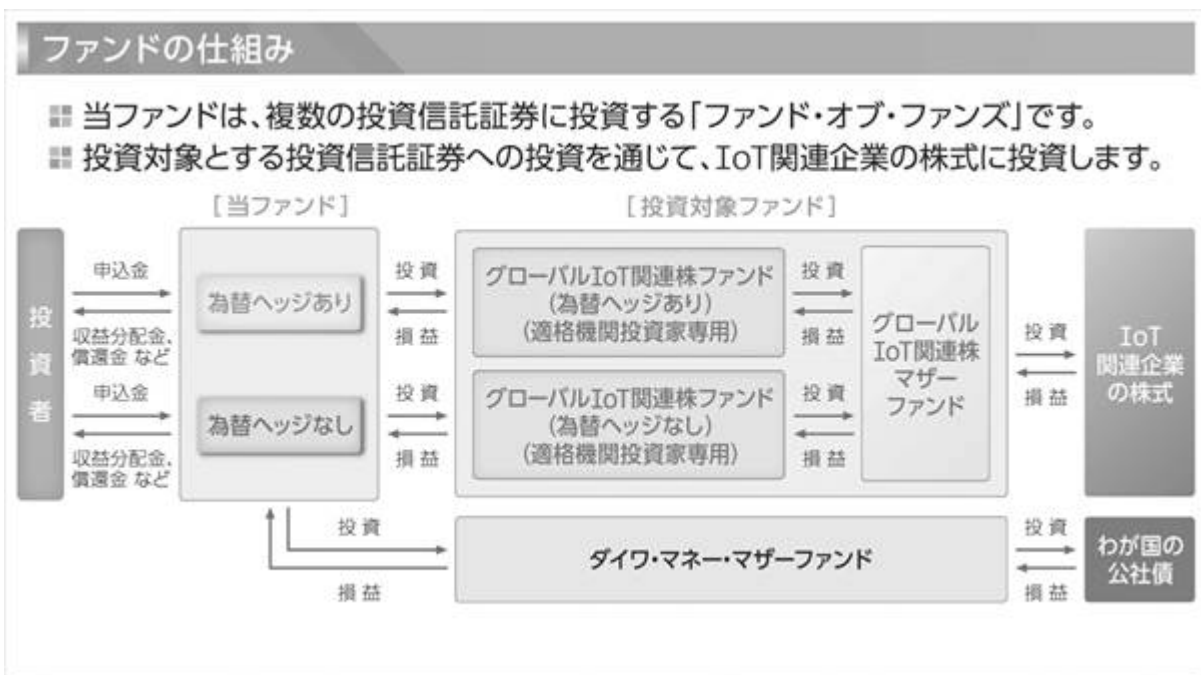 ファンドの仕組み
当ファンドは、複数の投資信託証券に投資する「ファンド・オブ・ファンズ」です。
投資対象とする投資信託証券への投資を通じて、IoT関連企業の株式に投資します。
[当ファンド]
[投資対象ファンド]
投資者
申込金
収益分配金、
償還金 など
申込金
収益分配金、
償還金 など
為替ヘッジあり
為替ヘッジなし
投資
損益
投資
損益
グローバルIoT関連株ファンド
(為替ヘッジあり)
(適格機関投資家専用)
グローバルIoT関連株ファンド
(為替ヘッジなし)
(適格機関投資家専用)
投資
損益
投資
損益
グローバル
IoT関連株
マザー
ファンド
投資
損益
IoT
関連企業
の株式
投資
損益
ダイワ・マネー・マザーファンド
投資
損益
わが国の
公社債